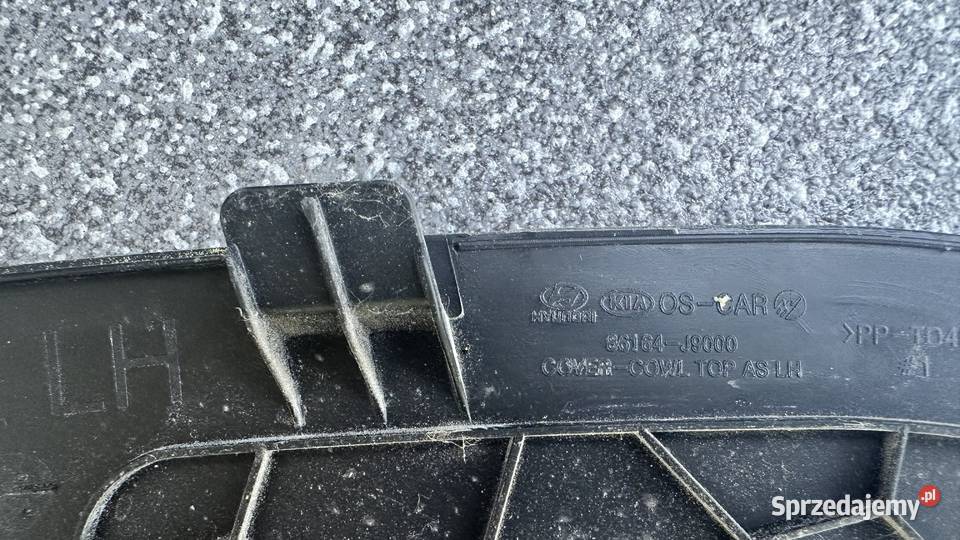 LH
HYUNDAI KIA OS-CAR
86164-J9000
COVER-COWL TOP AS LH
>PP-TD4
#1
Sprzedajemy.pl